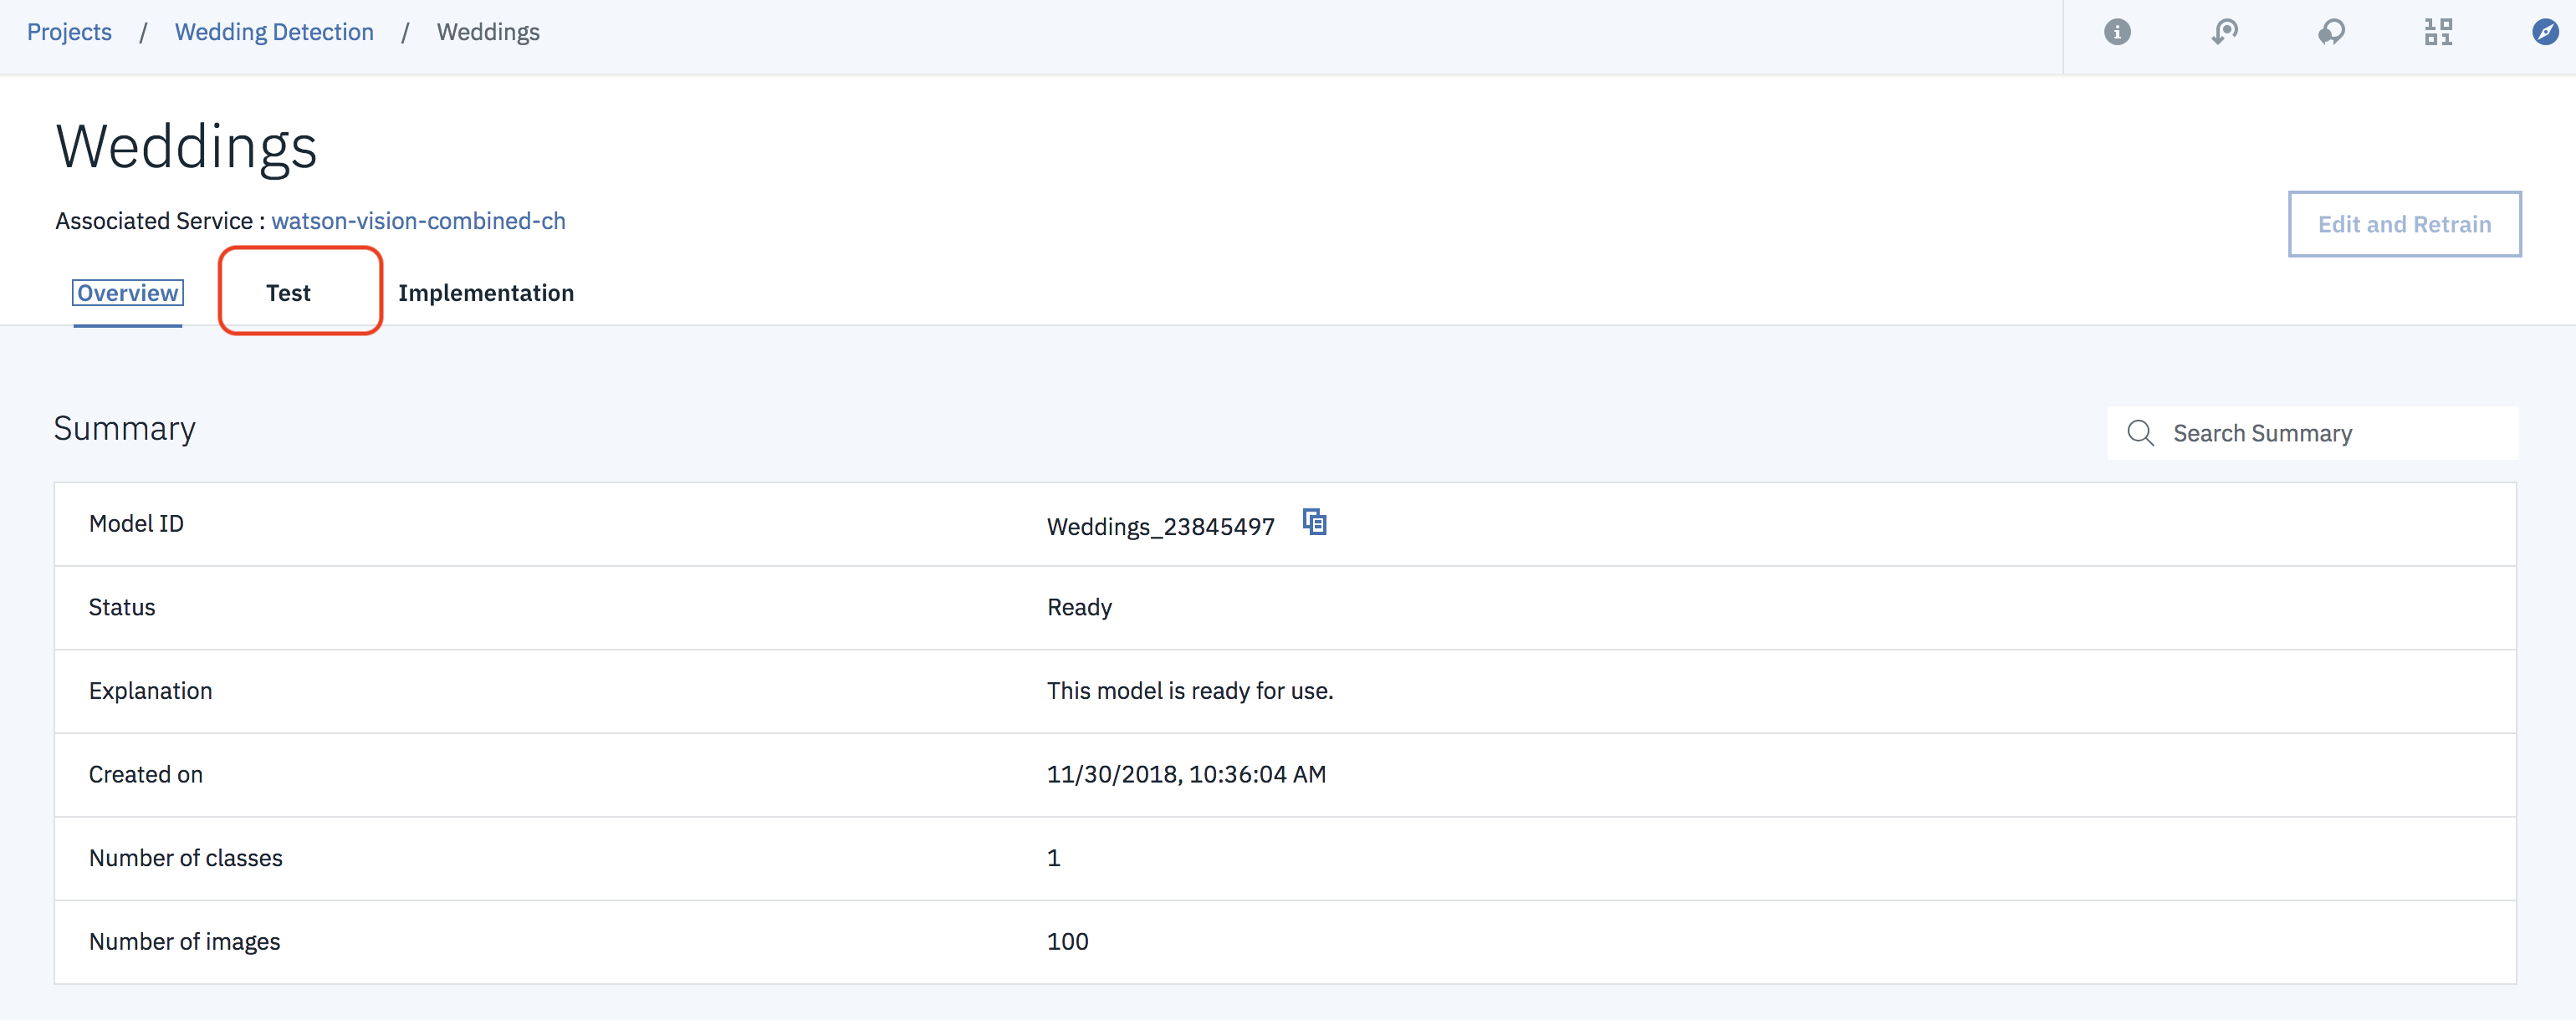 Projects / Wedding Detection / Weddings
Weddings
Associated Service : watson-vision-combined-ch
Edit and Retrain
Overview Test Implementation
Summary
Search Summary
Model ID Weddings_23845497
Status Ready
Explanation This model is ready for use.
Created on 11/30/2018, 10:36:04 AM
Number of classes 1
Number of images 100